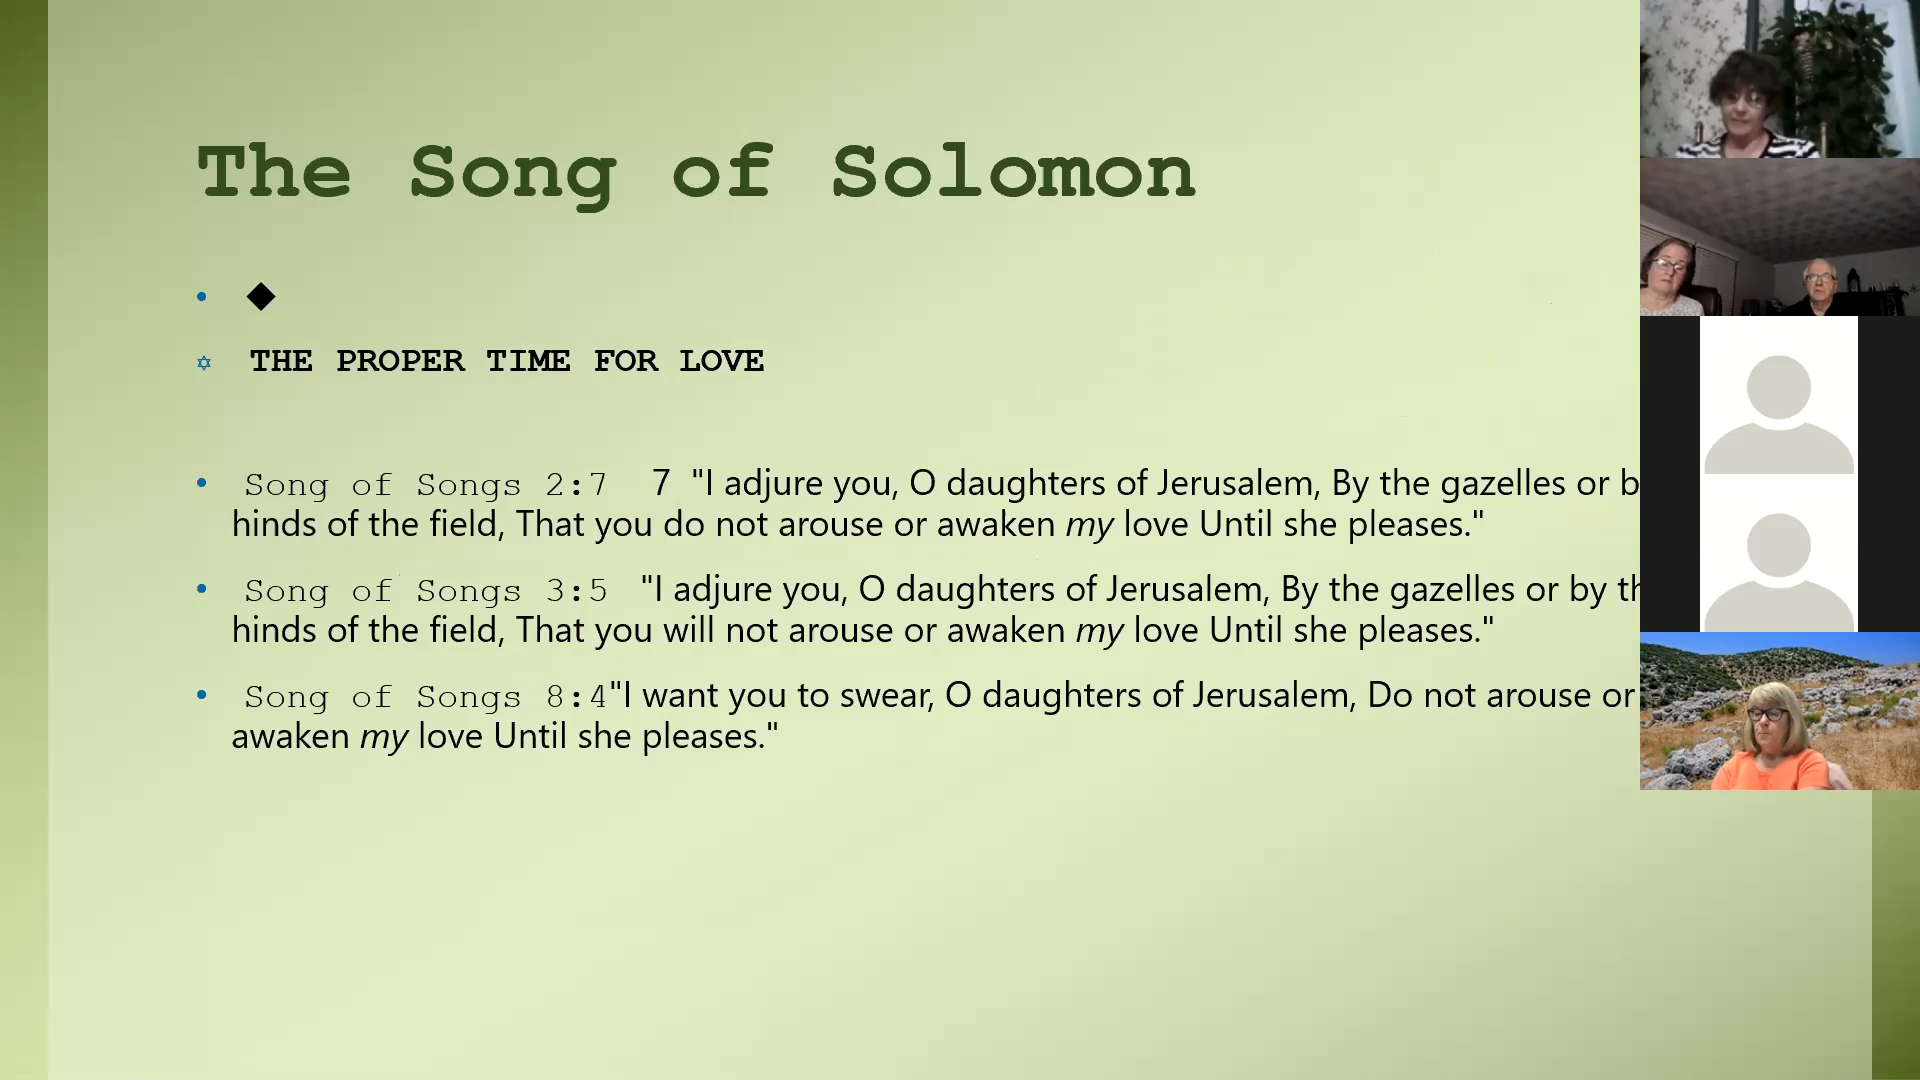 The Song of Solomon
THE PROPER TIME FOR LOVE
Song of Songs 2:7 7 "I adjure you, O daughters of Jerusalem, By the gazelles or
hinds of the field, That you do not arouse or awaken my love Until she pleases."
Song of Songs 3:5 "I adjure you, O daughters of Jerusalem, By the gazelles or by
hinds of the field, That you will not arouse or awaken my love Until she pleases."
Song of Songs 8:4"I want you to swear, O daughters of Jerusalem, Do not arouse or
awaken my love Until she pleases."